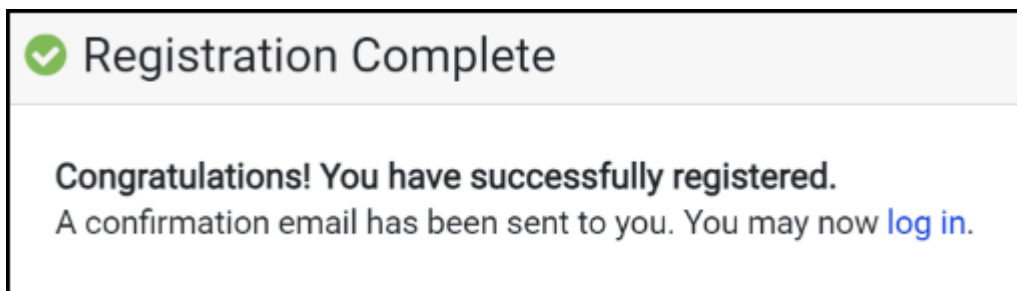 Registration Complete
Congratulations! You have successfully registered.
A confirmation email has been sent to you. You may now log in.